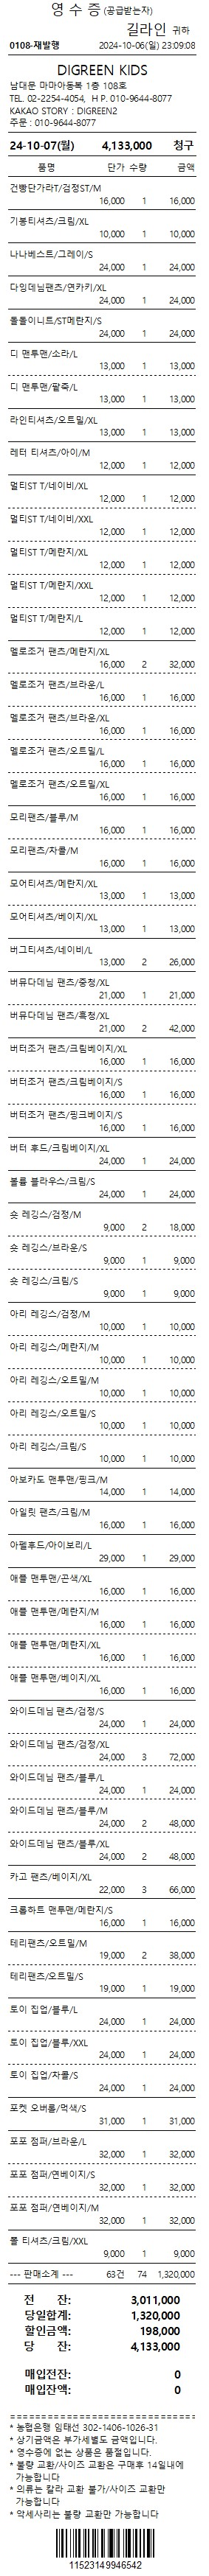 영 수 증 (공급받는자)
길라인 귀하
0108-재발행 2024-10-06(일) 23:09:08
DIGREEN KIDS
남대문 마마아동복 1층 108호
TEL. 02-2254-4054, H P. 010-9644-8077
KAKAO STORY : DIGREEN2
주문 : 010-9644-8077
24-10-07(월) 4,133,000 청구
품명 단가 수량 금액
건빵단가라T/검정ST/M
16,000 1 16,000
기봉티셔츠/크림/XL
10,000 1 10,000
나나베스트/그레이/S
24,000 1 24,000
다잉데님팬츠/연카키/XL
24,000 1 24,000
돌돌이니트/ST메란지/S
24,000 1 24,000
디 맨투맨/소라/L
13,000 1 13,000
디 맨투맨/팥죽/L
13,000 1 13,000
라인티셔츠/오트밀/XL
13,000 1 13,000
레터 티셔츠/아이/M
12,000 1 12,000
멀티ST T/네이비/XL
12,000 1 12,000
멀티ST T/네이비/XXL
12,000 1 12,000
멀티ST T/메란지/XL
12,000 1 12,000
멀티ST T/메란지/XXL
12,000 1 12,000
멀티ST T/메란지/L
12,000 1 12,000
멜로조거 팬츠/메란지/XL
16,000 2 32,000
멜로조거 팬츠/브라운/L
16,000 1 16,000
멜로조거 팬츠/브라운/XL
16,000 1 16,000
멜로조거 팬츠/오트밀/L
16,000 1 16,000
멜로조거 팬츠/오트밀/XL
16,000 1 16,000
모리팬츠/블루/M
16,000 1 16,000
모리팬츠/차콜/M
16,000 1 16,000
모어티셔츠/메란지/XL
13,000 1 13,000
모어티셔츠/베이지/XL
13,000 1 13,000
버그티셔츠/네이비/L
13,000 2 26,000
버뮤다데님 팬츠/중청/XL
21,000 1 21,000
버뮤다데님 팬츠/흑청/XL
21,000 2 42,000
버터조거 팬츠/크림베이지/XL
16,000 1 16,000
버터조거 팬츠/크림베이지/S
16,000 1 16,000
버터조거 팬츠/핑크베이지/S
16,000 1 16,000
버터 후드/크림베이지/XL
24,000 1 24,000
볼륨 블라우스/크림/S
24,000 1 24,000
숏 레깅스/검정/M
9,000 2 18,000
숏 레깅스/브라운/S
9,000 1 9,000
숏 레깅스/크림/S
9,000 1 9,000
아리 레깅스/검정/M
10,000 1 10,000
아리 레깅스/메란지/M
10,000 1 10,000
아리 레깅스/오트밀/M
10,000 1 10,000
아리 레깅스/오트밀/S
10,000 1 10,000
아리 레깅스/크림/S
10,000 1 10,000
아보카도 맨투맨/핑크/M
14,000 1 14,000
아일릿 팬츠/크림/M
16,000 1 16,000
아펠후드/아이보리/L
29,000 1 29,000
애플 맨투맨/곤색/XL
16,000 1 16,000
애플 맨투맨/메란지/M
16,000 1 16,000
애플 맨투맨/메란지/XL
16,000 1 16,000
애플 맨투맨/베이지/XL
16,000 1 16,000
와이드데님 팬츠/검정/S
24,000 1 24,000
와이드데님 팬츠/검정/XL
24,000 3 72,000
와이드데님 팬츠/블루/L
24,000 1 24,000
와이드데님 팬츠/블루/M
24,000 2 48,000
와이드데님 팬츠/블루/XL
24,000 2 48,000
카고 팬츠/베이지/XL
22,000 3 66,000
크롭하트 맨투맨/메란지/S
16,000 1 16,000
테리팬츠/오트밀/M
19,000 2 38,000
테리팬츠/오트밀/S
19,000 1 19,000
토이 집업/블루/L
24,000 1 24,000
토이 집업/블루/XXL
24,000 1 24,000
토이 집업/차콜/S
24,000 1 24,000
포켓 오버롤/먹색/S
31,000 1 31,000
포포 점퍼/브라운/L
32,000 1 32,000
포포 점퍼/연베이지/S
32,000 1 32,000
포포 점퍼/연베이지/M
32,000 1 32,000
폴 티셔츠/크림/XXL
9,000 1 9,000
--- 판매소계 --- 63건 74 1,320,000
전 잔: 3,011,000
당일합계: 1,320,000
할인금액: 198,000
당 잔: 4,133,000
매입전잔: 0
매입잔액: 0
* 농협은행 임태선 302-1406-1026-31
* 상기금액은 부가세별도 금액입니다.
* 영수증에 없는 상품은 품절입니다.
* 불량 교환/사이즈 교환은 구매후 14일내에
가능합니다
* 의류는 칼라 교환 불가/사이즈 교환만
가능합니다
* 악세사리는 불량 교환만 가능합니다
11523149946542